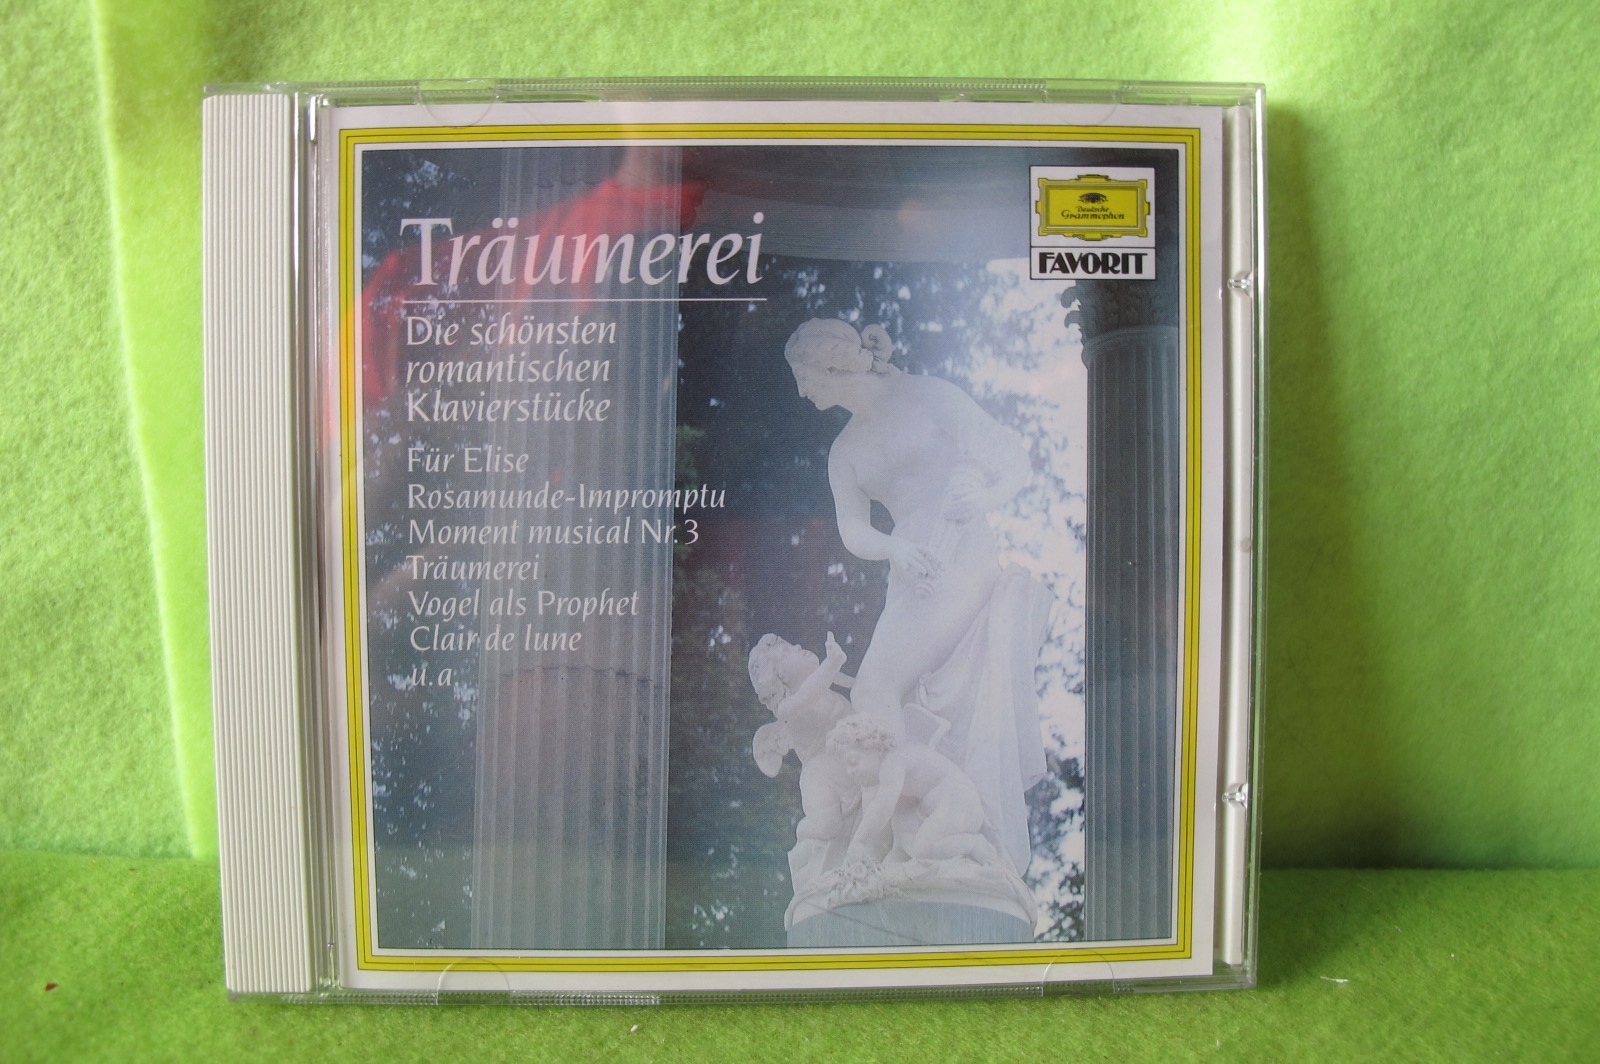 Träumerei
Die schönsten
romantischen
Klavierstücke
Für Elise
Rosamunde-Impromptu
Moment musical Nr. 3
Träumerei
Vogel als Prophet
Clair de lune
u. a.
Deutsche
Grammophon
FAVORIT